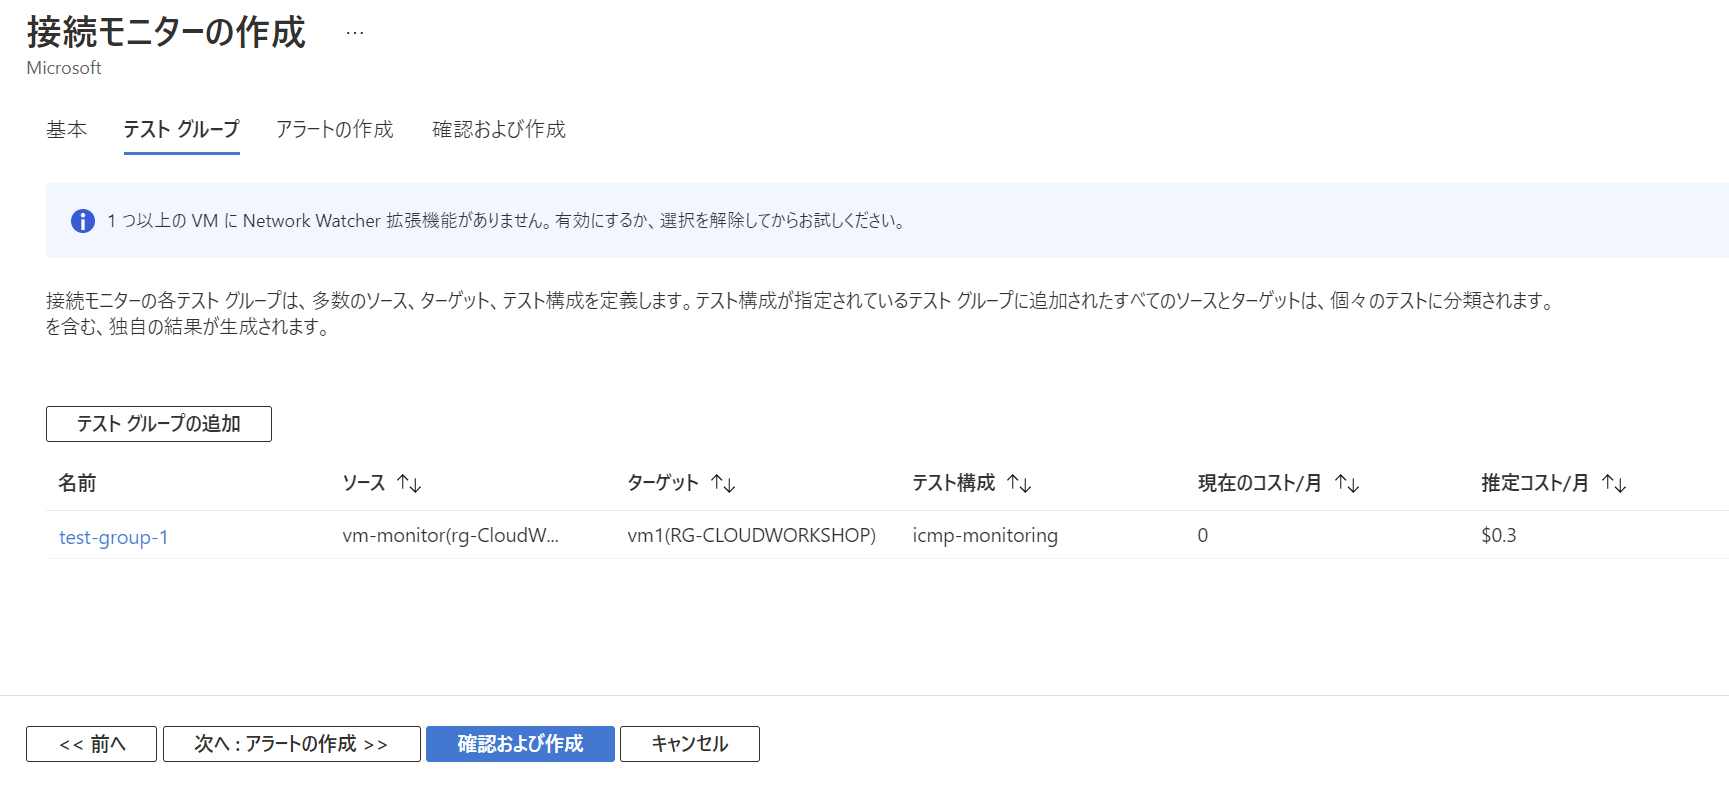 接続モニターの作成 …
Microsoft
基本 テスト グループ アラートの作成 確認および作成
1 つ以上の VM に Network Watcher 拡張機能がありません。有効にするか、選択を解除してからお試しください。
接続モニターの各テスト グループは、多数のソース、ターゲット、テスト構成を定義します。テスト構成が指定されているテスト グループに追加されたすべてのソースとターゲットは、個々のテストに分類されます。
を含む、独自の結果が生成されます。
テスト グループの追加
名前 ソース ↑↓ ターゲット ↑↓ テスト構成 ↑↓ 現在のコスト/月 ↑↓ 推定コスト/月 ↑↓
test-group-1 vm-monitor(rg-CloudW... vm1(RG-CLOUDWORKSHOP) icmp-monitoring 0 $0.3
<< 前へ 次へ : アラートの作成 >> 確認および作成 キャンセル